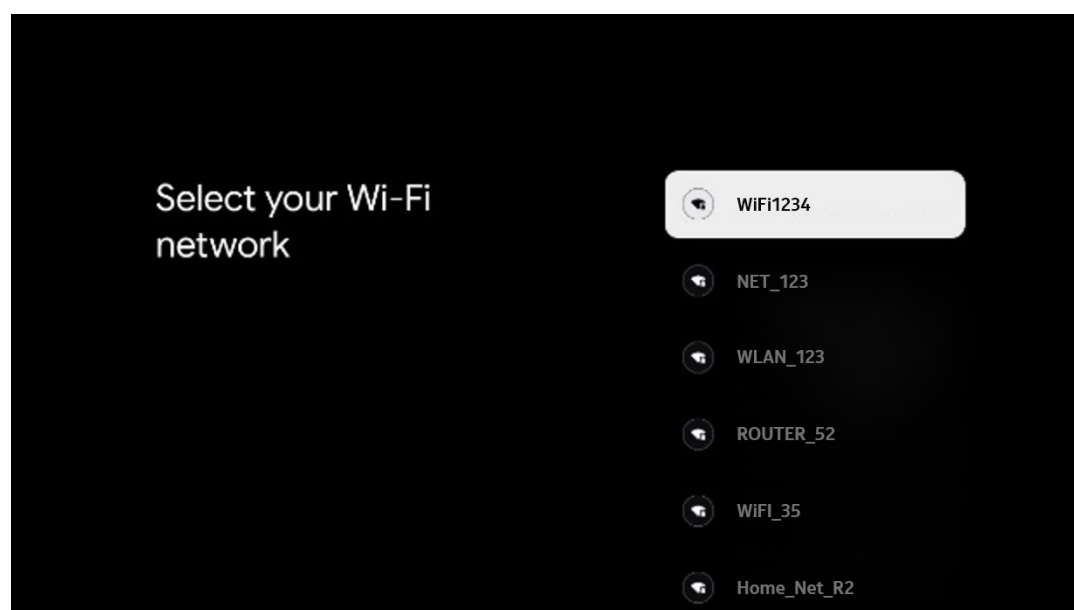 Select your Wi-Fi
network
WiFi1234
NET_123
WLAN_123
ROUTER_52
WiFI_35
Home_Net_R2